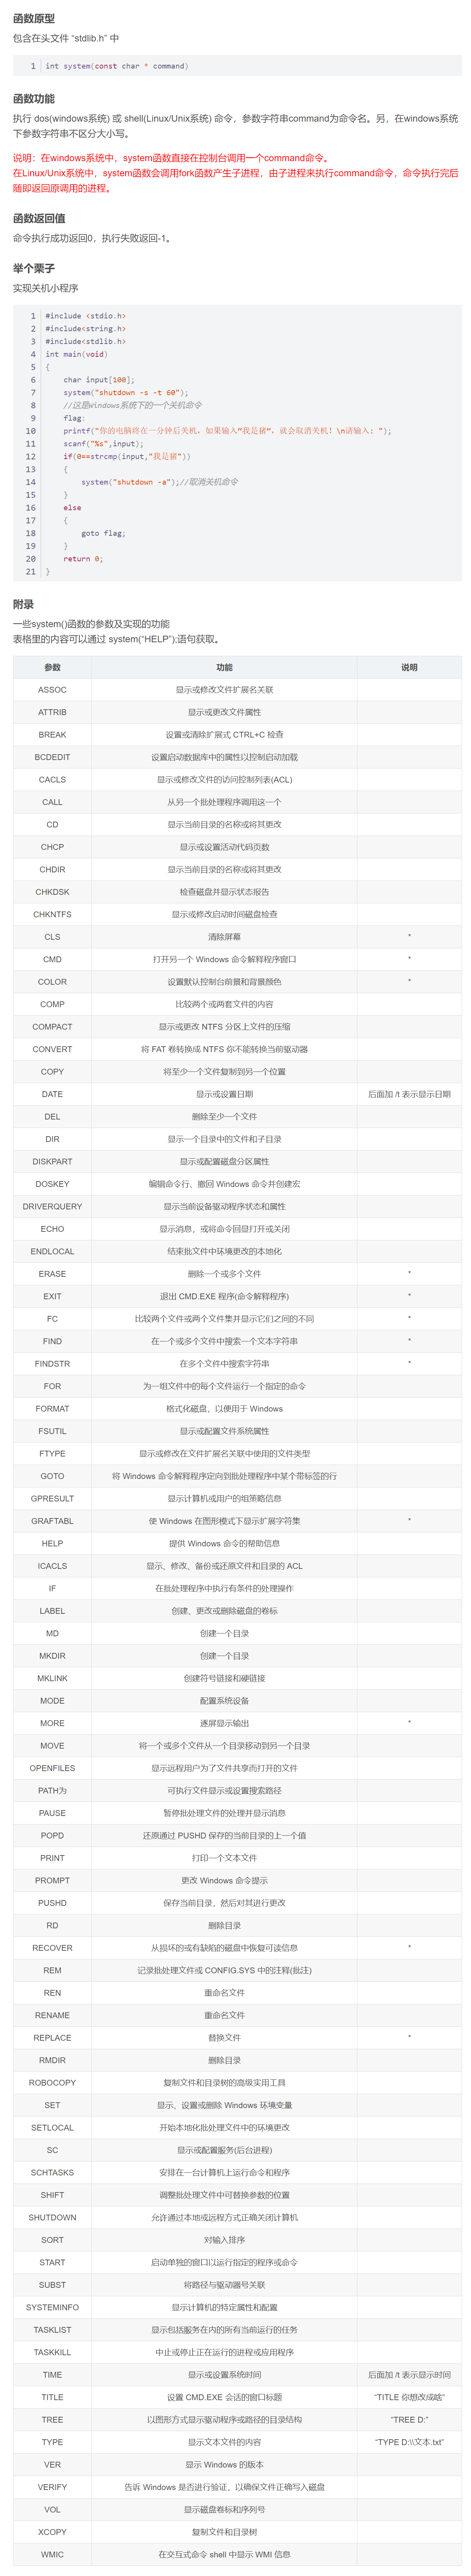 函数原型
包含在头文件 “stdlib.h” 中
1 int system(const char * command)
函数功能
执行 dos(windows系统) 或 shell(Linux/Unix系统) 命令，参数字符串command为命令名。另，在windows系统
下参数字符串不区分大小写。
说明：在windows系统中，system函数直接在控制台调用一个command命令。
在Linux/Unix系统中，system函数会调用fork函数产生子进程，由子进程来执行command命令，命令执行完后
随即返回原调用的进程。
函数返回值
命令执行成功返回0，执行失败返回-1。
举个栗子
实现关机小程序
1 #include <stdio.h>
2 #include<string.h>
3 #include<stdlib.h>
4 int main(void)
5 {
6 char input[100];
7 system("shutdown -s -t 60");
8 //这是windows系统下的一个关机命令
9 flag:
10 printf("你的电脑将在一分钟后关机，如果输入”我是猪”，就会取消关机！\n请输入: ");
11 scanf("%s",input);
12 if(0==strcmp(input,"我是猪"))
13 {
14 system("shutdown -a");//取消关机命令
15 }
16 else
17 {
18 goto flag;
19 }
20 return 0;
21 }
附录
一些system()函数的参数及实现的功能
表格里的内容可以通过 system(“HELP”);语句获取。
参数 功能 说明
ASSOC 显示或修改文件扩展名关联
ATTRIB 显示或更改文件属性
BREAK 设置或清除扩展式 CTRL+C 检查
BCDEDIT 设置启动数据库中的属性以控制启动加载
CACLS 显示或修改文件的访问控制列表(ACL)
CALL 从另一个批处理程序调用这一个
CD 显示当前目录的名称或将其更改
CHCP 显示或设置活动代码页数
CHDIR 显示当前目录的名称或将其更改
CHKDSK 检查磁盘并显示状态报告
CHKNTFS 显示或修改启动时间磁盘检查
CLS 清除屏幕 *
CMD 打开另一个 Windows 命令解释程序窗口 *
COLOR 设置默认控制台前景和背景颜色 *
COMP 比较两个或两套文件的内容
COMPACT 显示或更改 NTFS 分区上文件的压缩
CONVERT 将 FAT 卷转换成 NTFS 你不能转换当前驱动器
COPY 将至少一个文件复制到另一个位置
DATE 显示或设置日期 后面加 /t 表示显示日期
DEL 删除至少一个文件
DIR 显示一个目录中的文件和子目录
DISKPART 显示或配置磁盘分区属性
DOSKEY 编辑命令行、撤回 Windows 命令并创建宏
DRIVERQUERY 显示当前设备驱动程序状态和属性
ECHO 显示消息，或将命令回显打开或关闭
ENDLOCAL 结束批文件中环境更改的本地化
ERASE 删除一个或多个文件 *
EXIT 退出 CMD.EXE 程序(命令解释程序) *
FC 比较两个文件或两个文件集并显示它们之间的不同 *
FIND 在一个或多个文件中搜索一个文本字符串 *
FINDSTR 在多个文件中搜索字符串 *
FOR 为一组文件中的每个文件运行一个指定的命令
FORMAT 格式化磁盘，以便用于 Windows
FSUTIL 显示或配置文件系统属性
FTYPE 显示或修改在文件扩展名关联中使用的文件类型
GOTO 将 Windows 命令解释程序定向到批处理程序中某个带标签的行
GPRESULT 显示计算机或用户的组策略信息
GRAFTABL 使 Windows 在图形模式下显示扩展字符集 *
HELP 提供 Windows 命令的帮助信息
ICACLS 显示、修改、备份或还原文件和目录的 ACL
IF 在批处理程序中执行有条件的处理操作
LABEL 创建、更改或删除磁盘的卷标
MD 创建一个目录
MKDIR 创建一个目录
MKLINK 创建符号链接和硬链接
MODE 配置系统设备
MORE 逐屏显示输出 *
MOVE 将一个或多个文件从一个目录移动到另一个目录
OPENFILES 显示远程用户为了文件共享而打开的文件
PATH为 可执行文件显示或设置搜索路径
PAUSE 暂停批处理文件的处理并显示消息
POPD 还原通过 PUSHD 保存的当前目录的上一个值
PRINT 打印一个文本文件
PROMPT 更改 Windows 命令提示
PUSHD 保存当前目录，然后对其进行更改
RD 删除目录
RECOVER 从损坏的或有缺陷的磁盘中恢复可读信息 *
REM 记录批处理文件或 CONFIG.SYS 中的注释(批注)
REN 重命名文件
RENAME 重命名文件
REPLACE 替换文件 *
RMDIR 删除目录
ROBOCOPY 复制文件和目录树的高级实用工具
SET 显示、设置或删除 Windows 环境变量
SETLOCAL 开始本地化批处理文件中的环境更改
SC 显示或配置服务(后台进程)
SCHTASKS 安排在一台计算机上运行命令和程序
SHIFT 调整批处理文件中可替换参数的位置
SHUTDOWN 允许通过本地或远程方式正确关闭计算机
SORT 对输入排序
START 启动单独的窗口以运行指定的程序或命令
SUBST 将路径与驱动器号关联
SYSTEMINFO 显示计算机的特定属性和配置
TASKLIST 显示包括服务在内的所有当前运行的任务
TASKKILL 中止或停止正在运行的进程或应用程序
TIME 显示或设置系统时间 后面加 /t 表示显示时间
TITLE 设置 CMD.EXE 会话的窗口标题 “TITLE 你想改成啥”
TREE 以图形方式显示驱动程序或路径的目录结构 “TREE D:”
TYPE 显示文本文件的内容 “TYPE D:\\文本.txt”
VER 显示 Windows 的版本
VERIFY 告诉 Windows 是否进行验证，以确保文件正确写入磁盘
VOL 显示磁盘卷标和序列号
XCOPY 复制文件和目录树
WMIC 在交互式命令 shell 中显示 WMI 信息